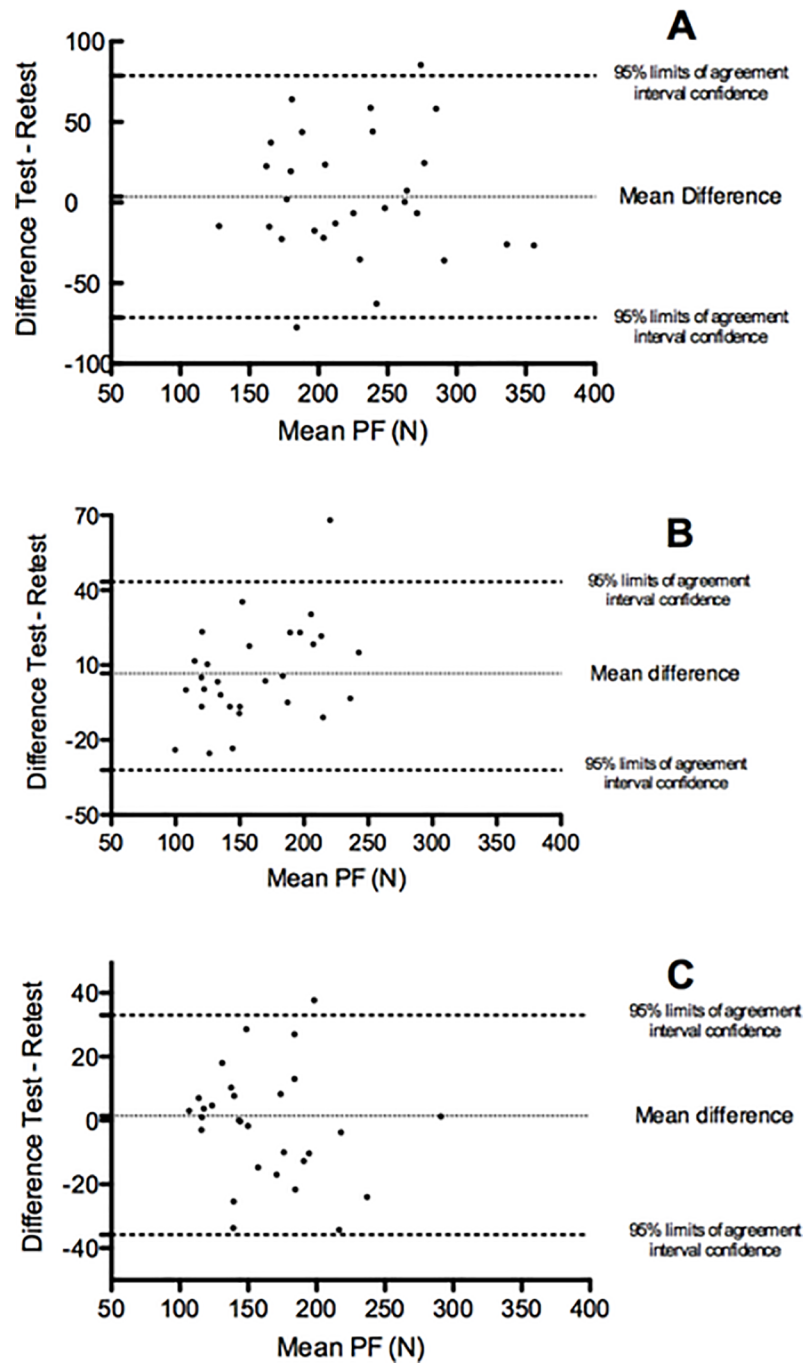 A
100
50
0
-50
-100
Difference Test - Retest
95% limits of agreement
interval confidence
Mean Difference
95% limits of agreement
interval confidence
50 100 150 200 250 300 350 400
Mean PF (N)
B
70
40
10
-20
-50
Difference Test - Retest
95% limits of agreement
interval confidence
Mean difference
95% limits of agreement
interval confidence
50 100 150 200 250 300 350 400
Mean PF (N)
C
40
20
0
-20
-40
Difference Test - Retest
95% limits of agreement
interval confidence
Mean difference
95% limits of agreement
interval confidence
50 100 150 200 250 300 350 400
Mean PF (N)